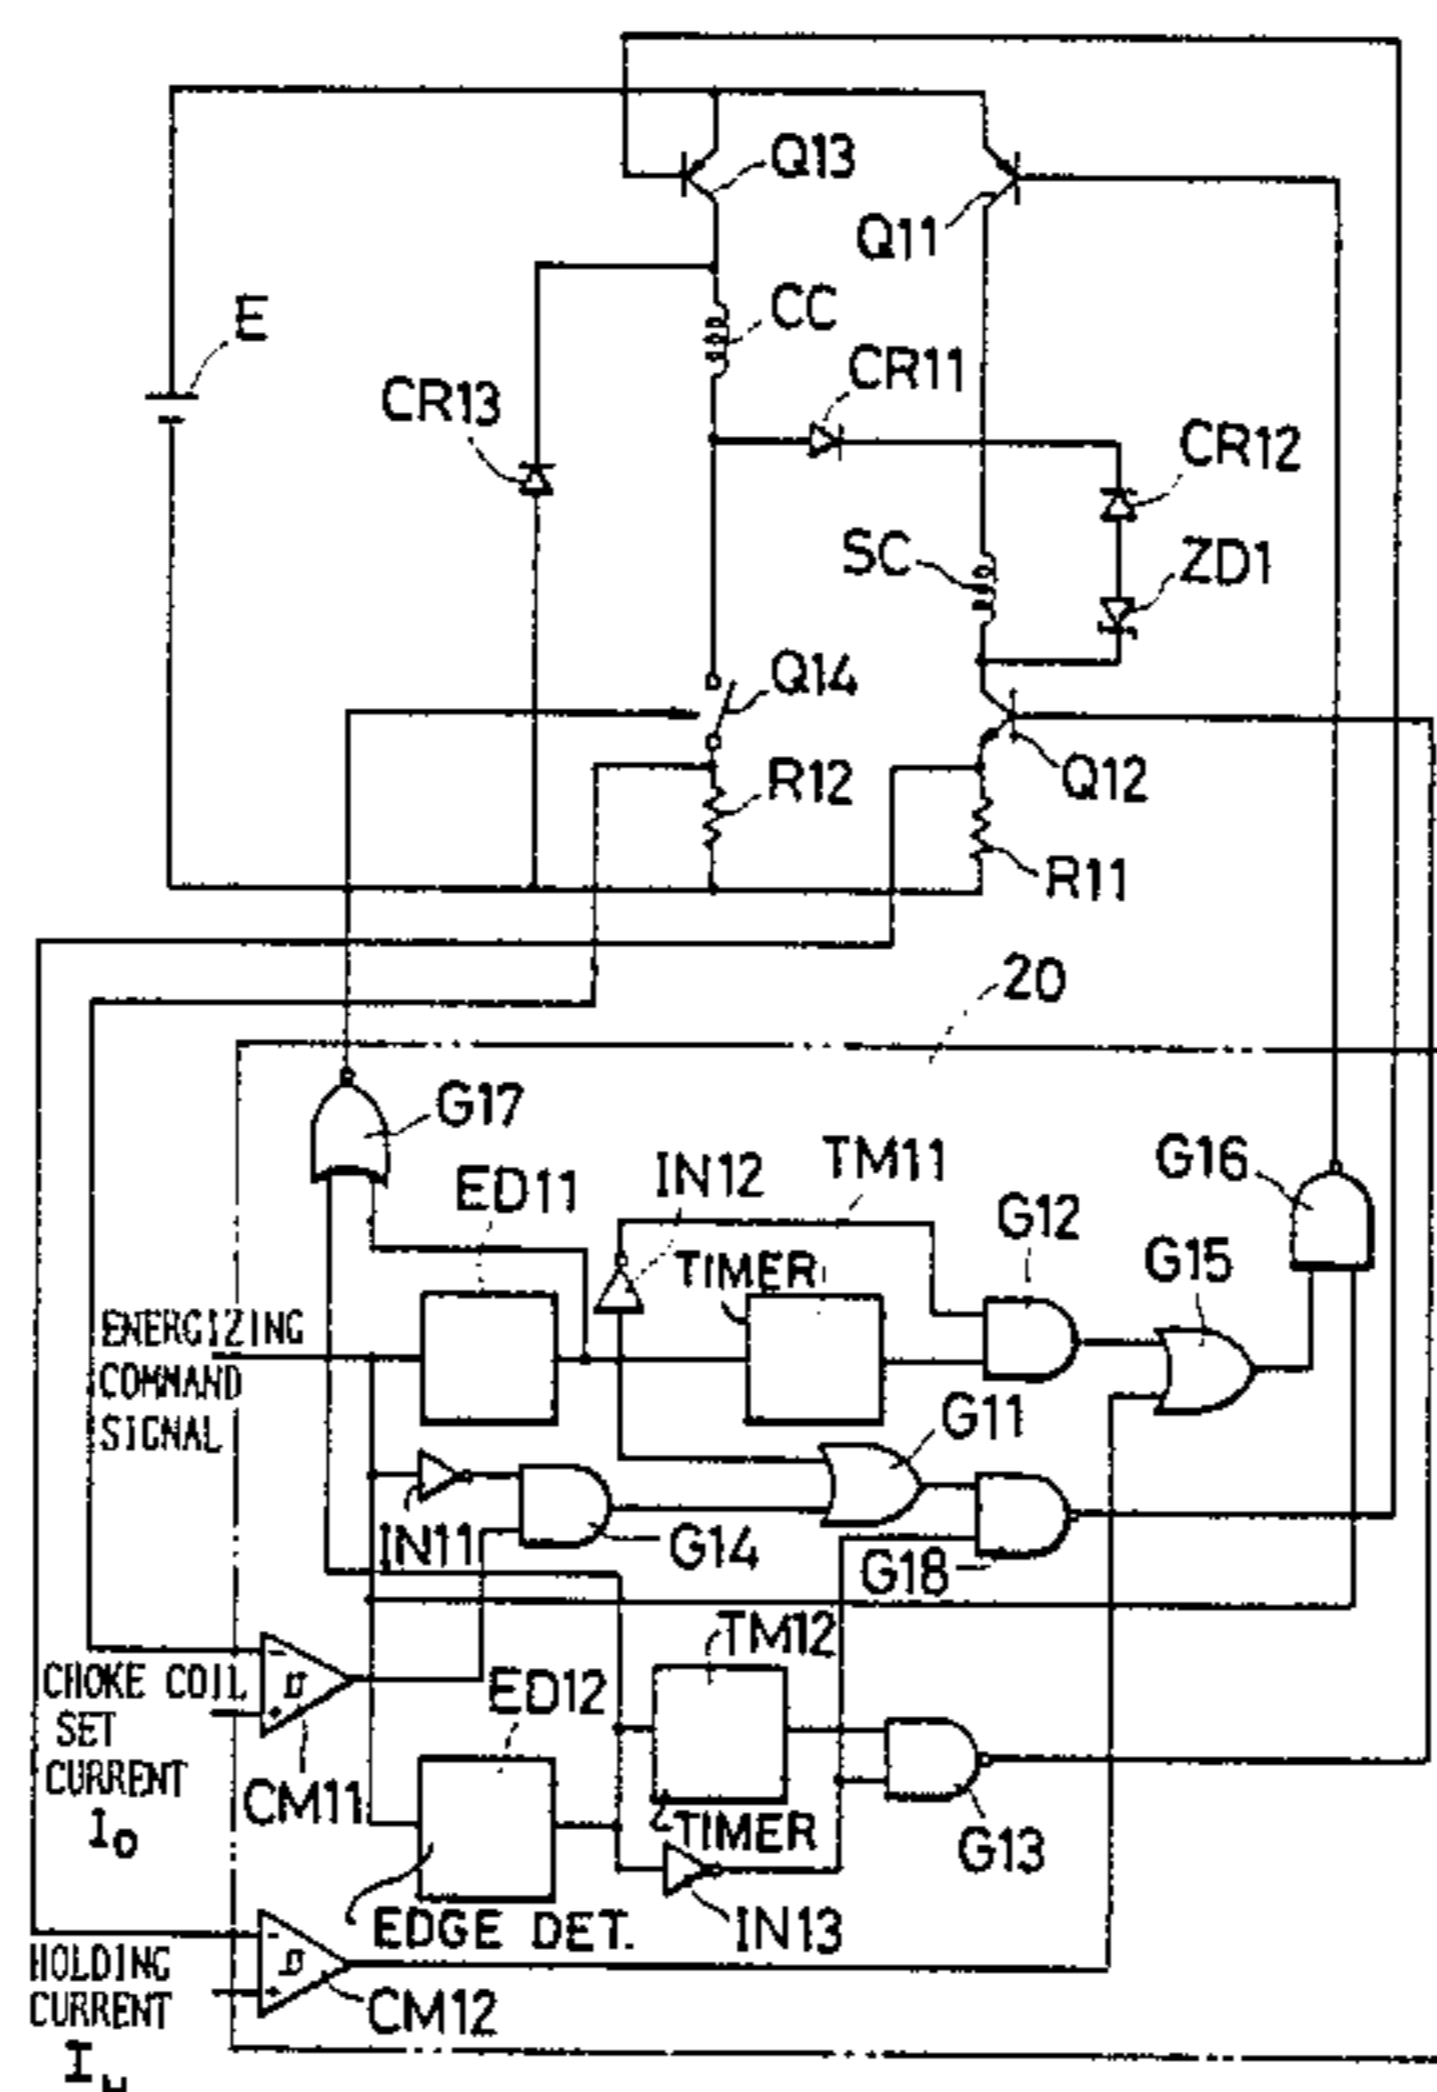 Q13
Q11
E
CC
CR11
CR13
CR12
SC
ZD1
Q14
R12
Q12
R11
20
G17
ED11
IN12
TM11
G16
G12
TIMER
G15
ENERGIZING
COMMAND
SIGNAL
G11
IN11
G14
G18
TM12
CHOKE COIL
SET
CURRENT
I0
- +
CM11
ED12
TIMER
G13
EDGE DET.
IN13
HOLDING
CURRENT
IH
- +
CM12